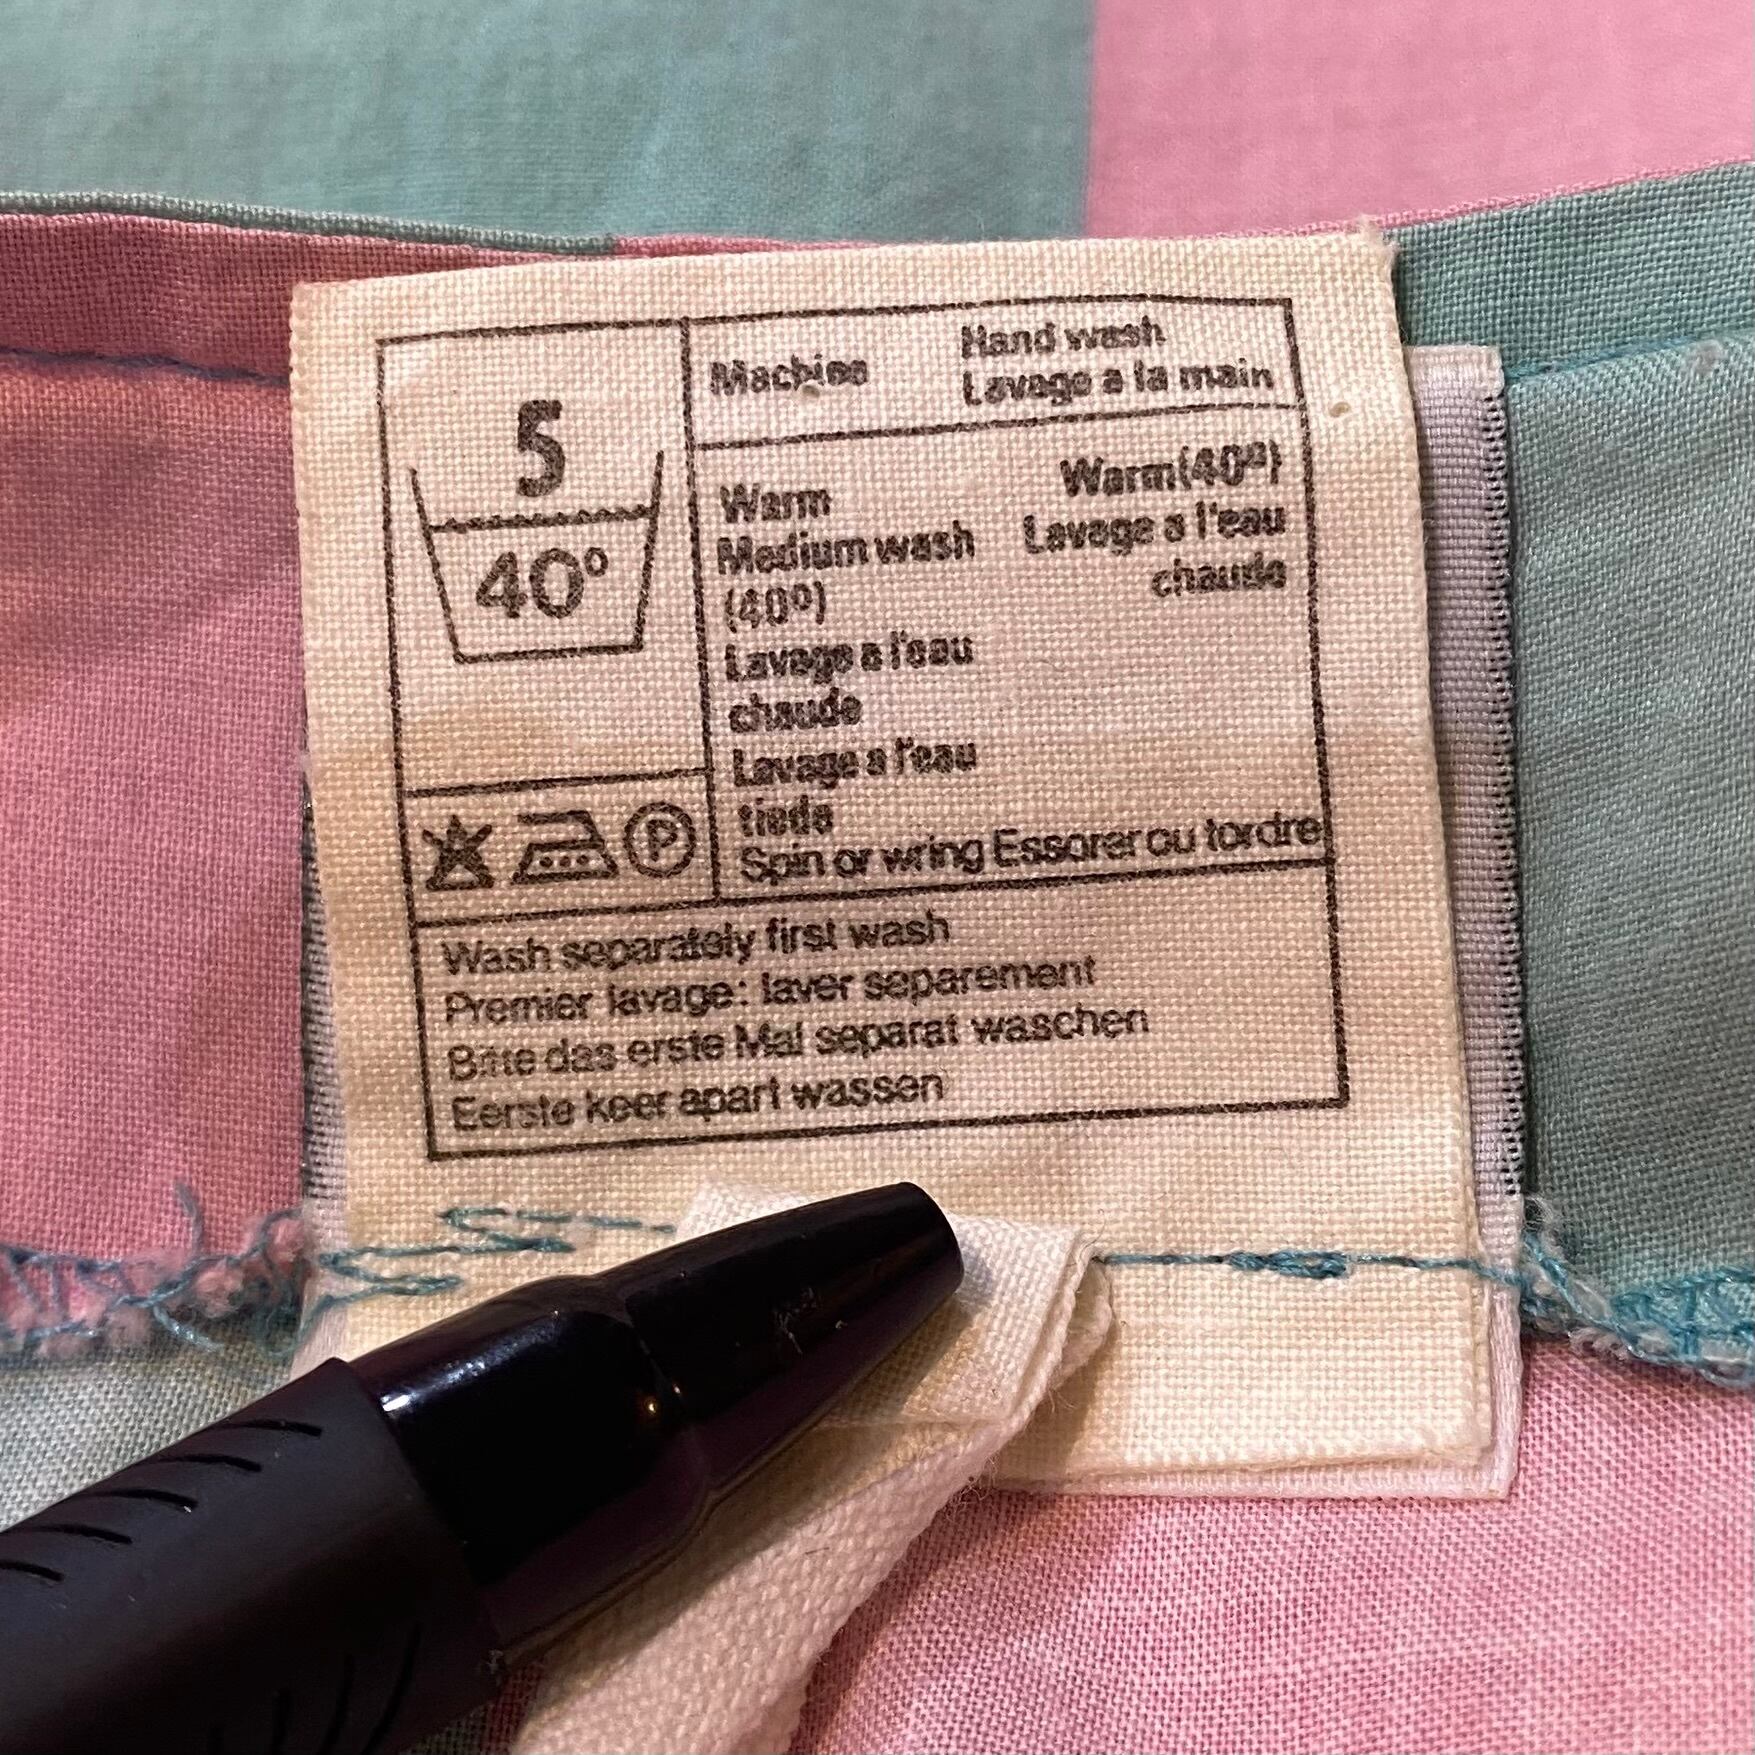 5
40º
Machine
Hand wash
Lavage a la main
Warm
Medium wash
(40º)
Lavage a l'eau
chaude
Lavage a l'eau
tiede
Warm(40º)
Lavage a l'eau
chaude
Spin or wring Essorer ou tordre
P
Wash separately first wash
Premier lavage: laver separement
Bitte das erste Mal separat waschen
Eerste keer apart wassen